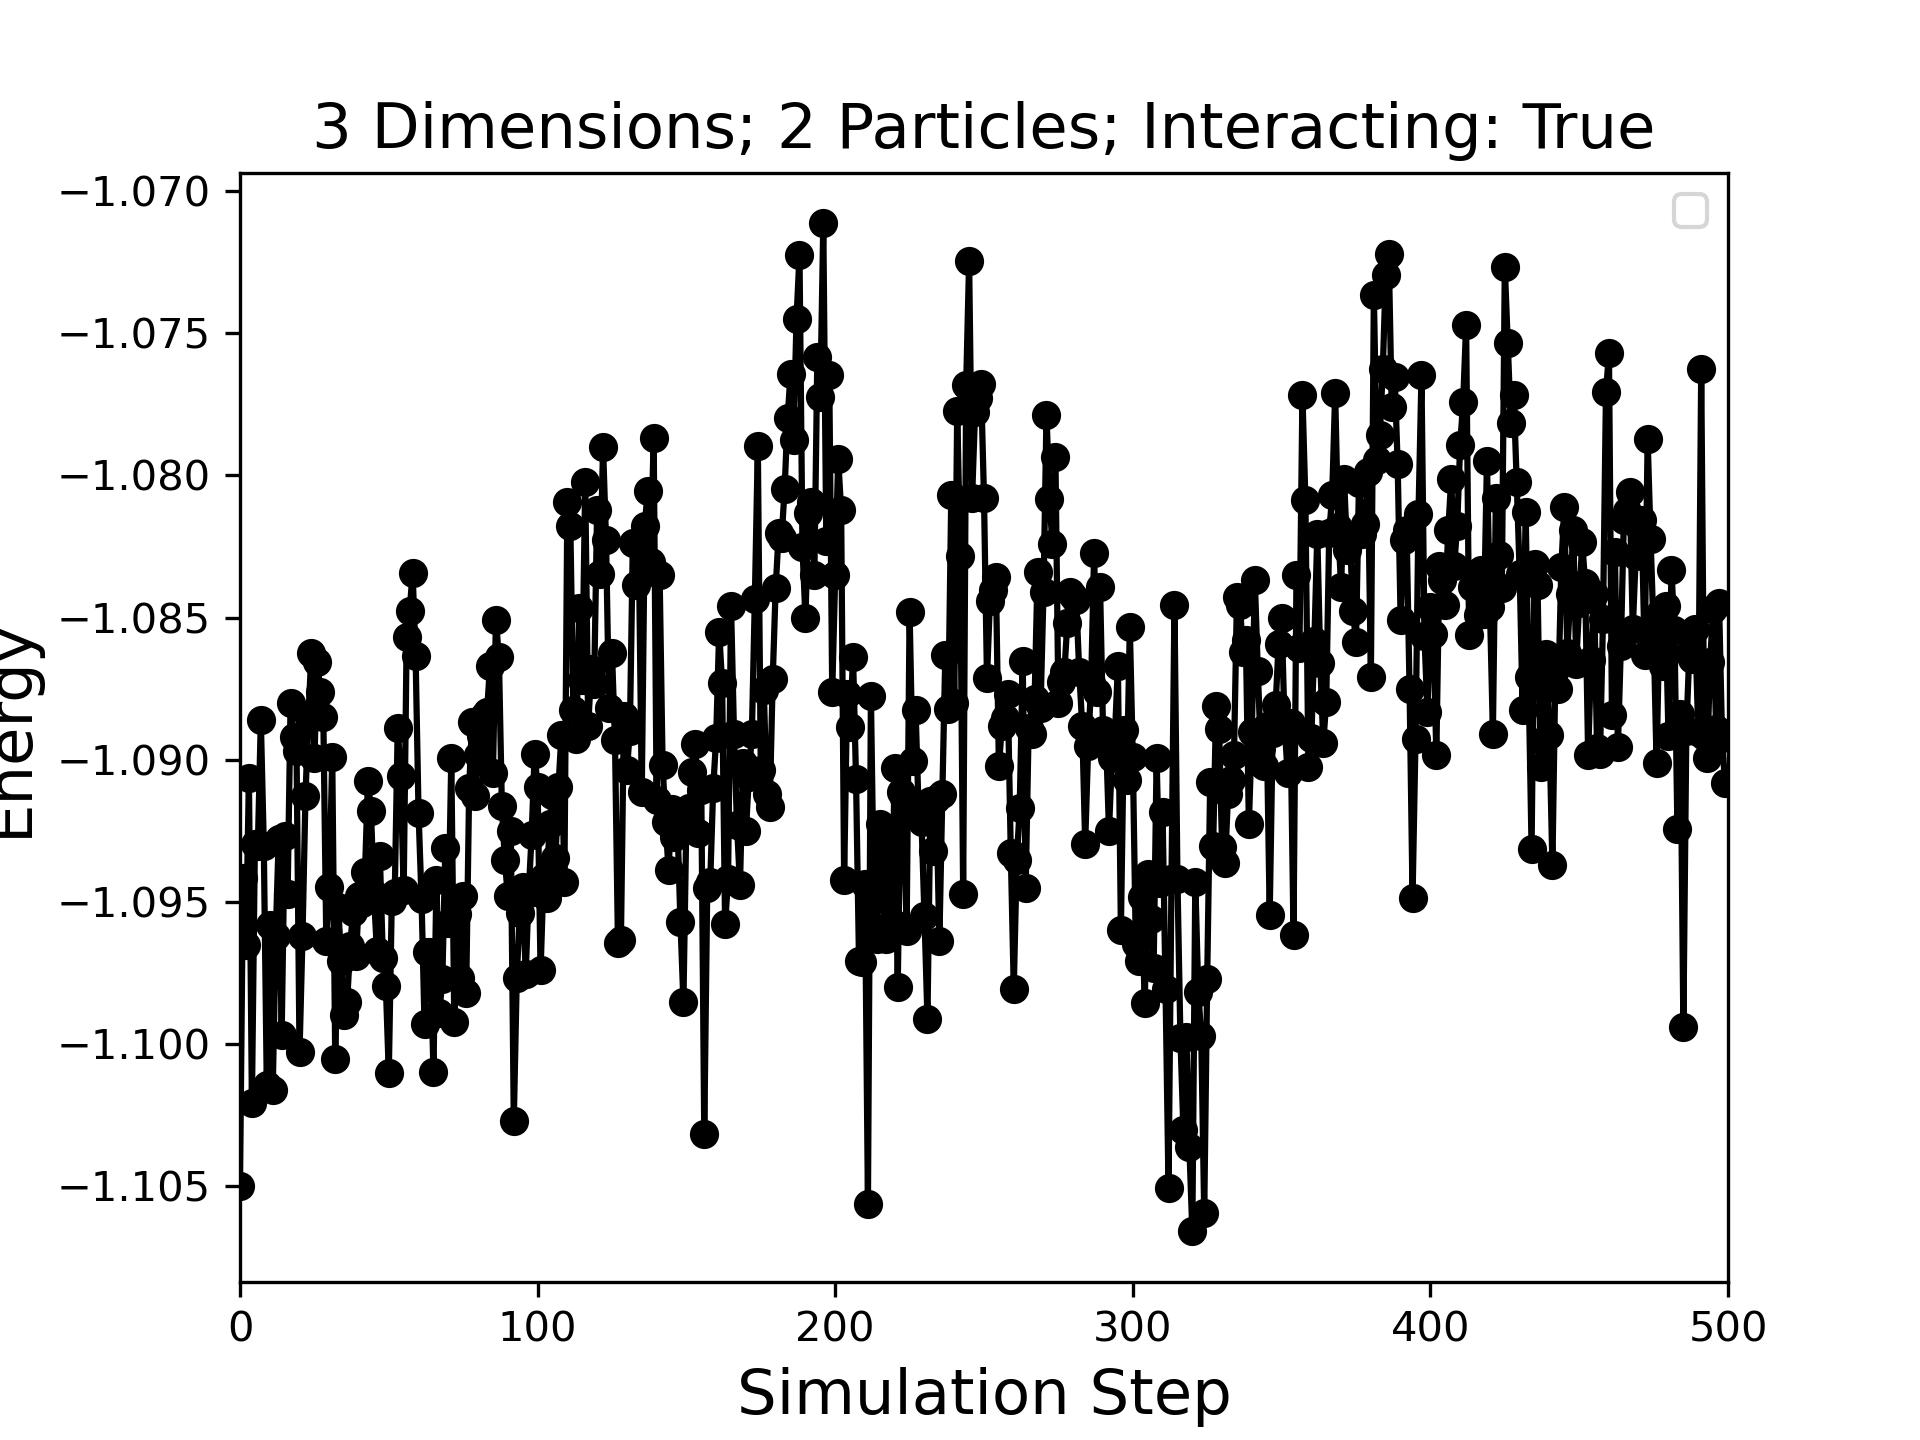 3 Dimensions; 2 Particles; Interacting: True
−1.070
−1.075
−1.080
−1.085
−1.090
−1.095
−1.100
−1.105
Energy
0 100 200 300 400 500
Simulation Step